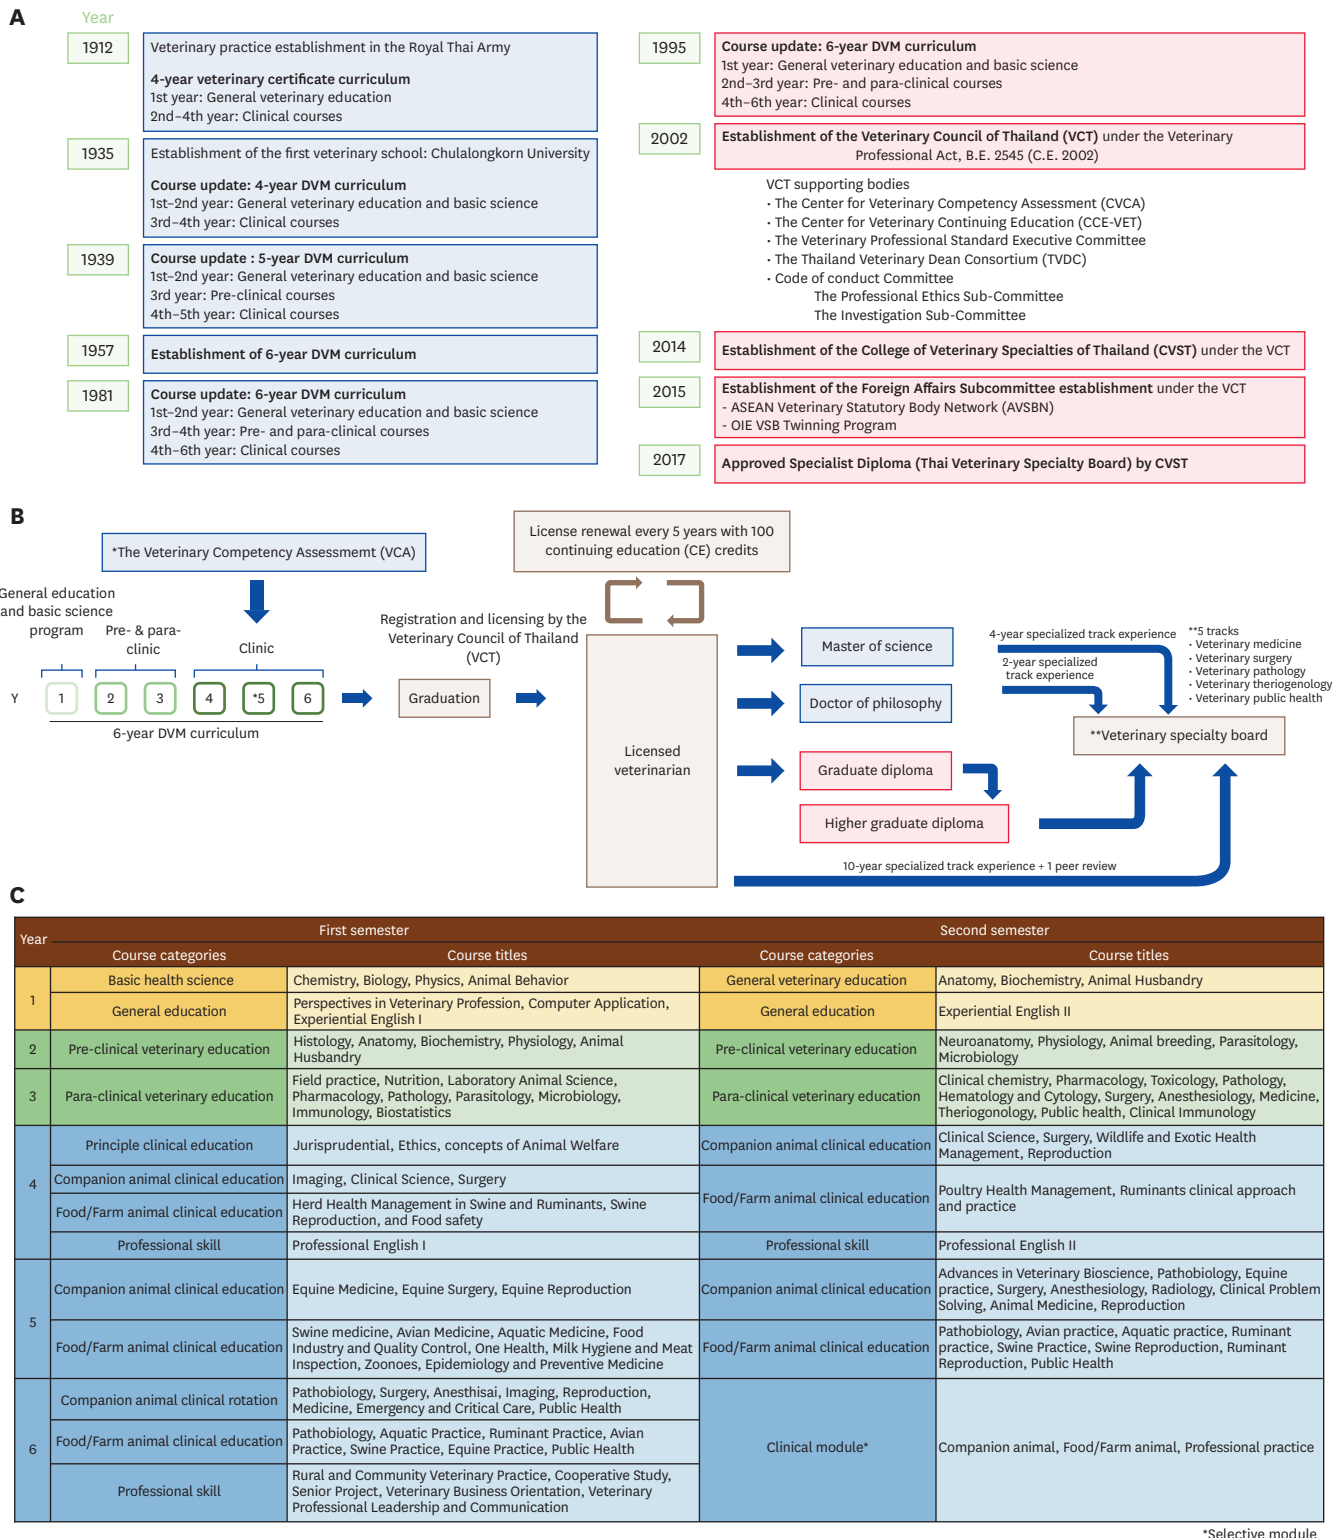 A
Year
1912
Veterinary practice establishment in the Royal Thai Army
4-year veterinary certificate curriculum
1st year: General veterinary education
2nd–4th year: Clinical courses
1935
Establishment of the first veterinary school: Chulalongkorn University
Course update: 4-year DVM curriculum
1st–2nd year: General veterinary education and basic science
3rd–4th year: Clinical courses
1939
Course update : 5-year DVM curriculum
1st–2nd year: General veterinary education and basic science
3rd year: Pre-clinical courses
4th–5th year: Clinical courses
1957
Establishment of 6-year DVM curriculum
1981
Course update: 6-year DVM curriculum
1st–2nd year: General veterinary education and basic science
3rd–4th year: Pre- and para-clinical courses
4th–6th year: Clinical courses
1995
Course update: 6-year DVM curriculum
1st year: General veterinary education and basic science
2nd–3rd year: Pre- and para-clinical courses
4th–6th year: Clinical courses
2002
Establishment of the Veterinary Council of Thailand (VCT) under the Veterinary
Professional Act, B.E. 2545 (C.E. 2002)
VCT supporting bodies
· The Center for Veterinary Competency Assessment (CVCA)
· The Center for Veterinary Continuing Education (CCE-VET)
· The Veterinary Professional Standard Executive Committee
· The Thailand Veterinary Dean Consortium (TVDC)
· Code of conduct Committee
The Professional Ethics Sub-Committee
The Investigation Sub-Committee
2014
Establishment of the College of Veterinary Specialties of Thailand (CVST) under the VCT
2015
Establishment of the Foreign Affairs Subcommittee establishment under the VCT
- ASEAN Veterinary Statutory Body Network (AVSBN)
- OIE VSB Twinning Program
2017
Approved Specialist Diploma (Thai Veterinary Specialty Board) by CVST
B
*The Veterinary Competency Assessmemt (VCA)
General education
and basic science
program
Pre- & para-
clinic
Clinic
Y
1
2
3
4
*5
6
6-year DVM curriculum
Registration and licensing by the
Veterinary Council of Thailand
(VCT)
Graduation
License renewal every 5 years with 100
continuing education (CE) credits
Licensed
veterinarian
Master of science
Doctor of philosophy
Graduate diploma
Higher graduate diploma
4-year specialized track experience
2-year specialized
track experience
**5 tracks
· Veterinary medicine
· Veterinary surgery
· Veterinary pathology
· Veterinary theriogenology
· Veterinary public health
**Veterinary specialty board
10-year specialized track experience + 1 peer review
C
Year
First semester
Second semester
Course categories
Course titles
Course categories
Course titles
1
Basic health science
Chemistry, Biology, Physics, Animal Behavior
General veterinary education
Anatomy, Biochemistry, Animal Husbandry
General education
Perspectives in Veterinary Profession, Computer Application,
Experiential English I
General education
Experiential English II
2
Pre-clinical veterinary education
Histology, Anatomy, Biochemistry, Physiology, Animal
Husbandry
Pre-clinical veterinary education
Neuroanatomy, Physiology, Animal breeding, Parasitology,
Microbiology
3
Para-clinical veterinary education
Field practice, Nutrition, Laboratory Animal Science,
Pharmacology, Pathology, Parasitology, Microbiology,
Immunology, Biostatistics
Para-clinical veterinary education
Clinical chemistry, Pharmacology, Toxicology, Pathology,
Hematology and Cytology, Surgery, Anesthesiology, Medicine,
Theriogonology, Public health, Clinical Immunology
4
Principle clinical education
Jurisprudential, Ethics, concepts of Animal Welfare
Companion animal clinical education
Clinical Science, Surgery, Wildlife and Exotic Health
Management, Reproduction
Companion animal clinical education
Imaging, Clinical Science, Surgery
Food/Farm animal clinical education
Herd Health Management in Swine and Ruminants, Swine
Reproduction, and Food safety
Food/Farm animal clinical education
Poultry Health Management, Ruminants clinical approach
and practice
Professional skill
Professional English I
Professional skill
Professional English II
5
Companion animal clinical education
Equine Medicine, Equine Surgery, Equine Reproduction
Companion animal clinical education
Advances in Veterinary Bioscience, Pathobiology, Equine
practice, Surgery, Anesthesiology, Radiology, Clinical Problem
Solving, Animal Medicine, Reproduction
Food/Farm animal clinical education
Swine medicine, Avian Medicine, Aquatic Medicine, Food
Industry and Quality Control, One Health, Milk Hygiene and Meat
Inspection, Zoonoes, Epidemiology and Preventive Medicine
Food/Farm animal clinical education
Pathobiology, Avian practice, Aquatic practice, Ruminant
practice, Swine Practice, Swine Reproduction, Ruminant
Reproduction, Public Health
6
Companion animal clinical rotation
Pathobiology, Surgery, Anesthisai, Imaging, Reproduction,
Medicine, Emergency and Critical Care, Public Health
Food/Farm animal clinical education
Pathobiology, Aquatic Practice, Ruminant Practice, Avian
Practice, Swine Practice, Equine Practice, Public Health
Professional skill
Rural and Community Veterinary Practice, Cooperative Study,
Senior Project, Veterinary Business Orientation, Veterinary
Professional Leadership and Communication
Clinical module*
Companion animal, Food/Farm animal, Professional practice
*Selective module